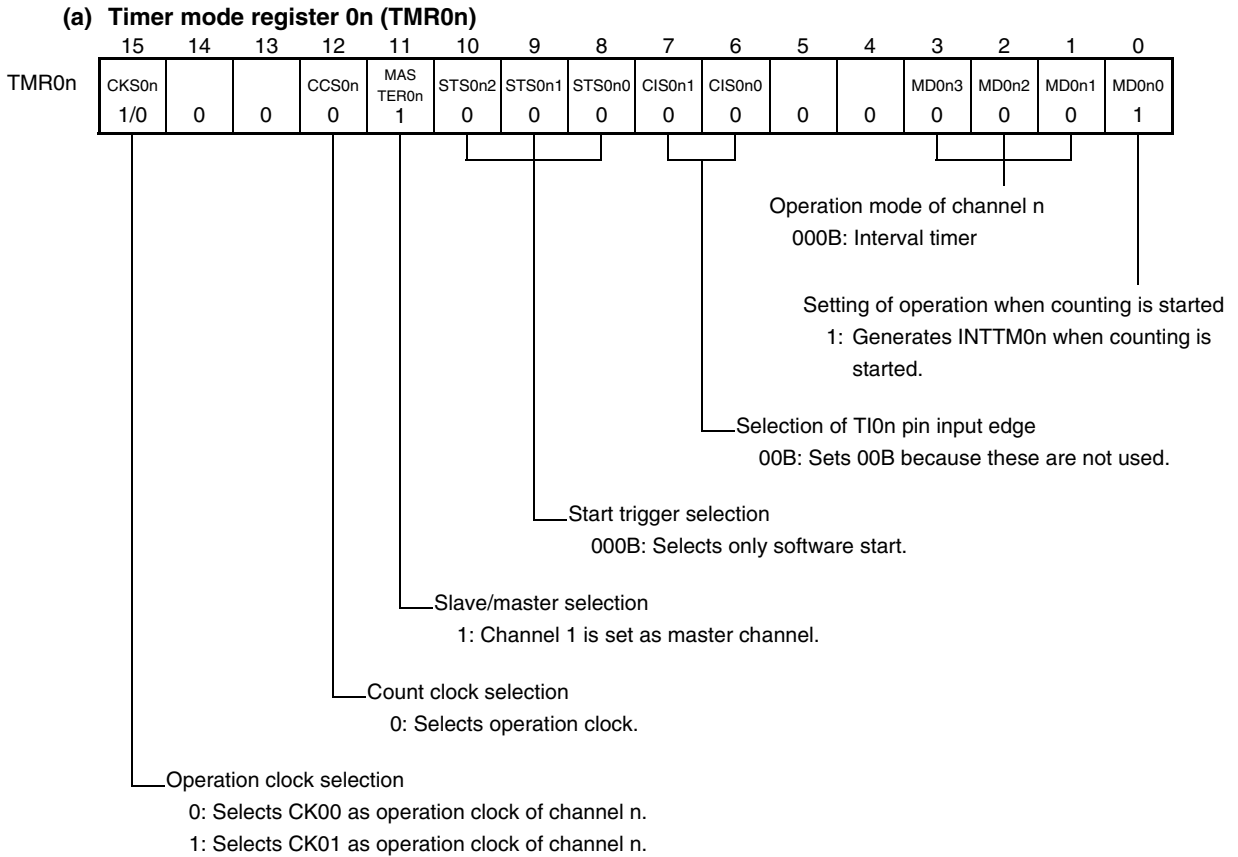 (a) Timer mode register 0n (TMR0n)
15 14 13 12 11 10 9 8 7 6 5 4 3 2 1 0
TMR0n CKS0n CCS0n MAS TER0n STS0n2 STS0n1 STS0n0 CIS0n1 CIS0n0 MD0n3 MD0n2 MD0n1 MD0n0
1/0 0 0 0 1 0 0 0 0 0 0 0 0 0 0 1
Operation mode of channel n
000B: Interval timer
Setting of operation when counting is started
1: Generates INTTM0n when counting is
started.
Selection of TI0n pin input edge
00B: Sets 00B because these are not used.
Start trigger selection
000B: Selects only software start.
Slave/master selection
1: Channel 1 is set as master channel.
Count clock selection
0: Selects operation clock.
Operation clock selection
0: Selects CK00 as operation clock of channel n.
1: Selects CK01 as operation clock of channel n.